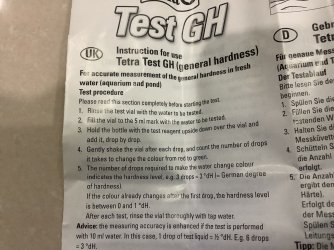 Test GH
UK
Instruction for use
Tetra Test GH (general hardness)
For accurate measurement of the general hardness in fresh
water (aquarium and pond)
Test procedure
Please read this section completely before starting the test.
1. Rinse the test vial with the water to be tested.
2. Fill the vial to the 5 ml mark with the water to be tested.
3. Hold the bottle with the test reagent upside down over the vial and
add it, drop by drop.
4. Gently shake the vial after each drop, and count the number of drops
it takes to change the colour from red to green.
5. The number of drops required to make the water change colour
indicates the hardness level, e.g. 3 drops = 3 °dH (= German degree
of hardness)
If the colour already changes after the first drop, the hardness level
is between 0 and 1 °dH.
After each test, rinse the vial thoroughly with tap water.
Advice: the measuring accuracy is enhanced if the test is performed
with 10 ml water. In this case, 1 drop of test liquid = ½ °dH. E.g. 6 drops
= 3 °dH.
D
Geb
Tetra
Für genaue
(Aquarium und T
Der Testablauf
Bitte lesen Sie
beginnen.
1. Spülen Sie di
2. Füllen
testenden W
3. Halten Sie
Messküvett
4. Schütteln S
die Anzahl
5. Die Anzahl
ergibt de
Härte).
Erfolgt de
der Mess
Spülen
Tipp: